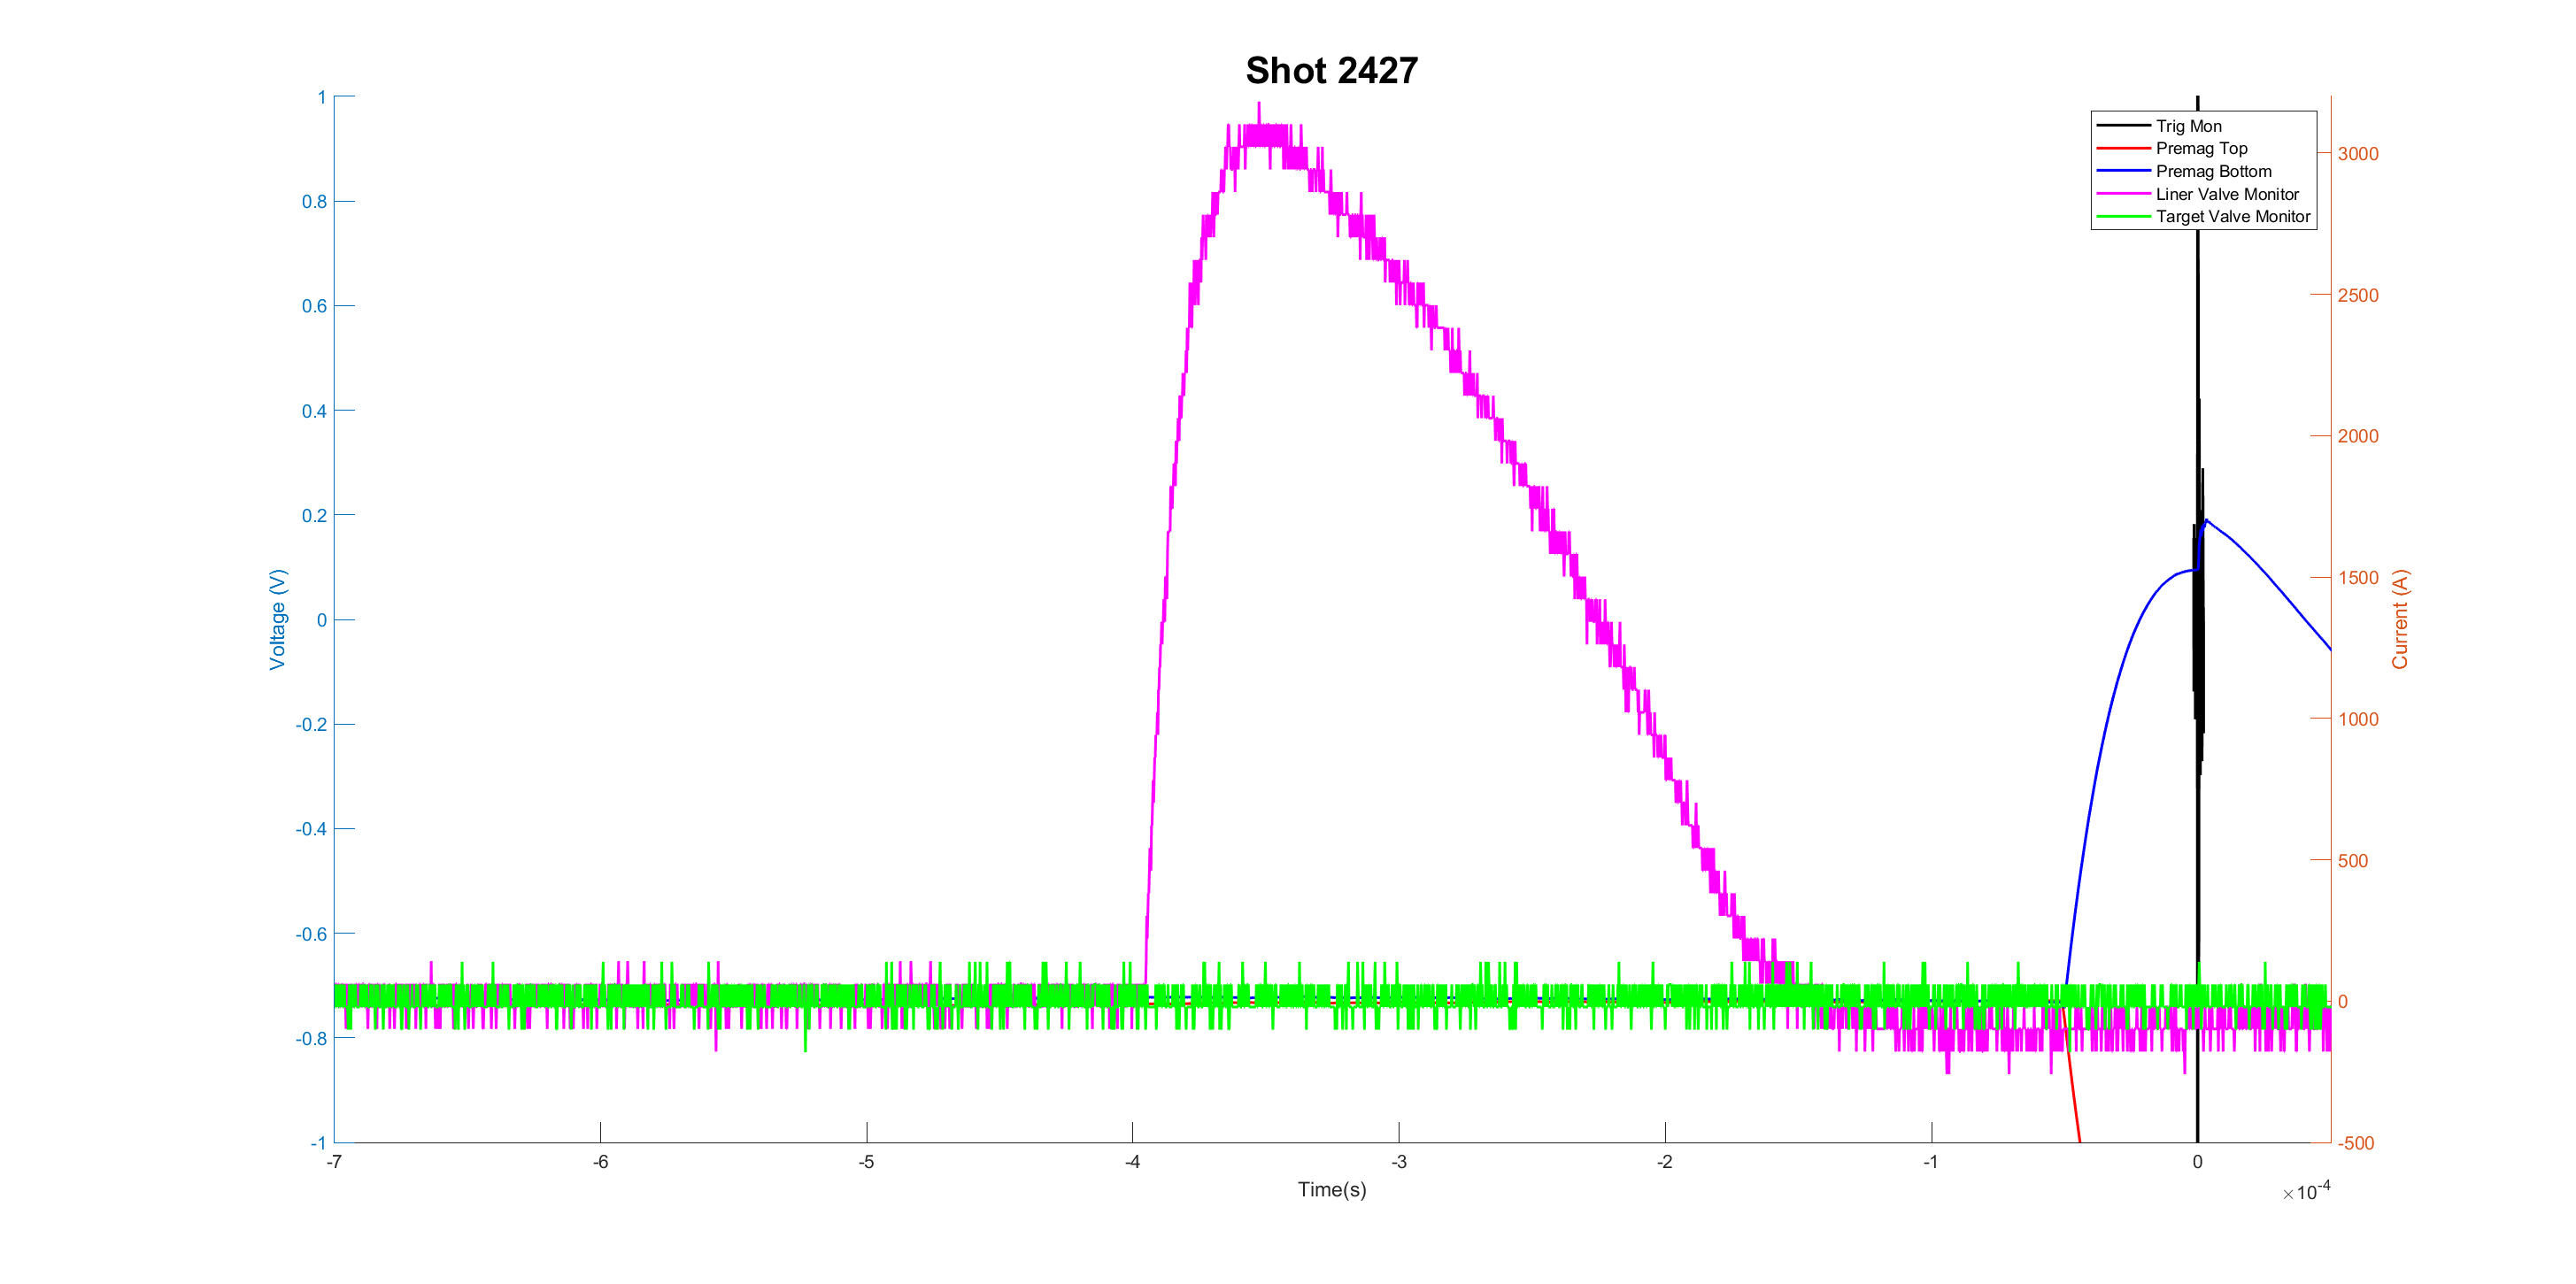 Shot 2427
Trig Mon
Premag Top
Premag Bottom
Liner Valve Monitor
Target Valve Monitor
Voltage (V)
1
0.8
0.6
0.4
0.2
0
-0.2
-0.4
-0.6
-0.8
-1
Current (A)
3000
2500
2000
1500
1000
500
0
-500
-7 -6 -5 -4 -3 -2 -1 0
Time(s)
×10⁻⁴